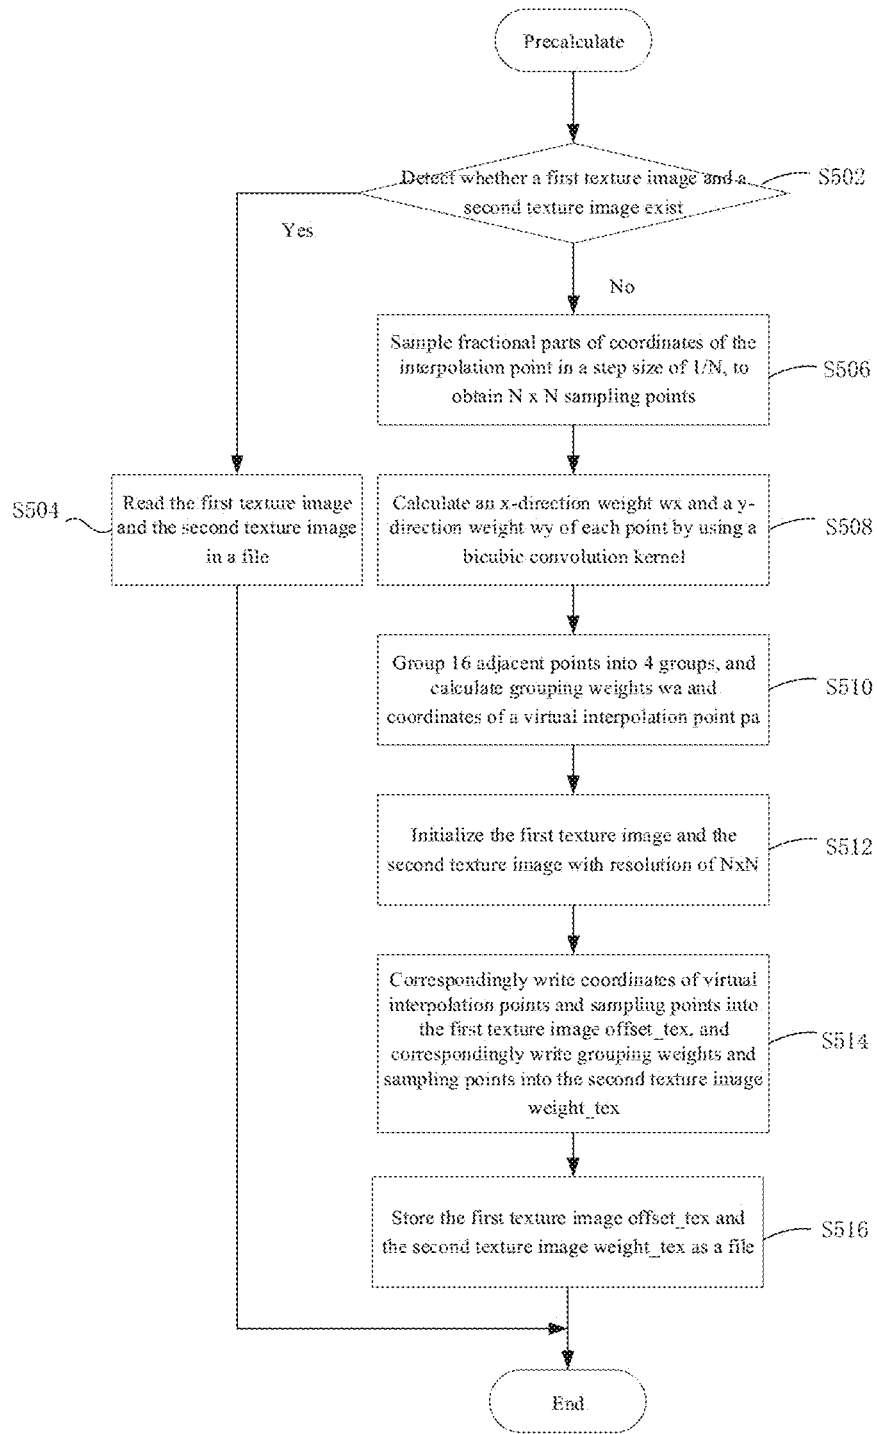 Precalculate
Detect whether a first texture image and a
second texture image exist
S502
Yes
No
Sample fractional parts of coordinates of the
interpolation point in a step size of 1/N, to
obtain N x N sampling points
S506
S504
Read the first texture image
and the second texture image
in a file
Calculate an x-direction weight wx and a y-
direction weight wy of each point by using a
bicubic convolution kernel
S508
Group 16 adjacent points into 4 groups, and
calculate grouping weights wa and
coordinates of a virtual interpolation point pa
S510
Initialize the first texture image and the
second texture image with resolution of NxN
S512
Correspondingly write coordinates of virtual
interpolation points and sampling points into
the first texture image offset_tex, and
correspondingly write grouping weights and
sampling points into the second texture image
weight_tex
S514
Store the first texture image offset_tex and
the second texture image weight_tex as a file
S516
End